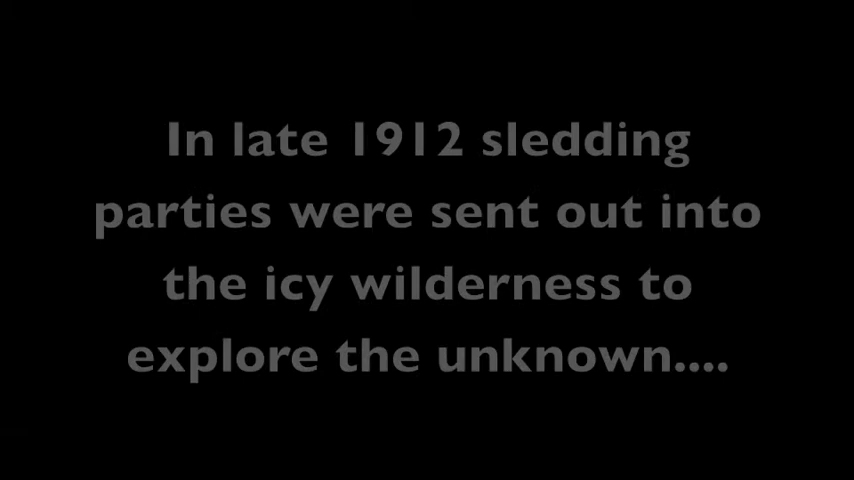 In late 1912 sledding
parties were sent out into
the icy wilderness to
explore the unknown....